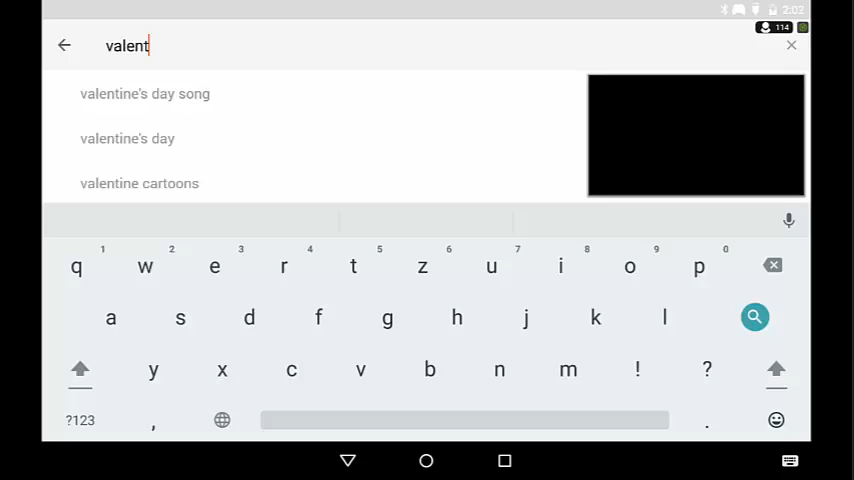 2:02
114
valent
valentine's day song
valentine's day
valentine cartoons
1 2 3 4 5 6 7 8 9 0
q w e r t z u i o p
a s d f g h j k l
y x c v b n m ! ?
?123 , .